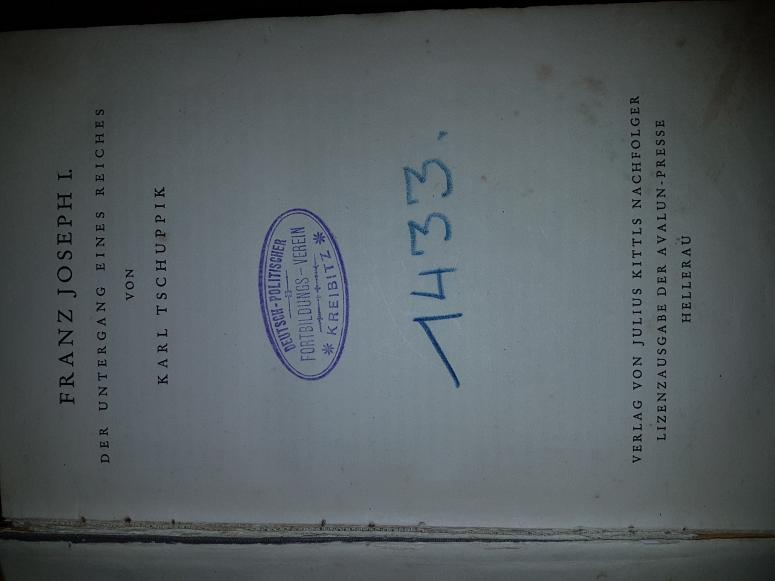 FRANZ JOSEPH I.
DER UNTERGANG EINES REICHES
VON
KARL TSCHUPPIK
DEUTSCH-POLITISCHER
FORTBILDUNGS-VEREIN
* KREIBITZ *
1433.
VERLAG VON JULIUS KITTLS NACHFOLGER
LIZENZAUSGABE DER AVALUN-PRESSE
HELLERAU